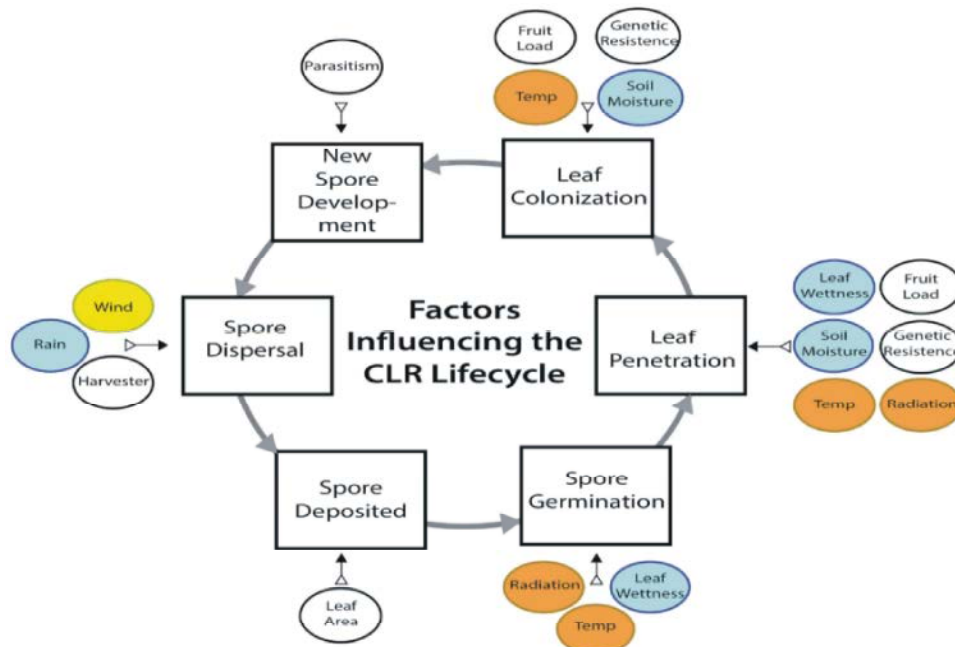 Parasitism
Fruit
Load
Genetic
Resistence
Temp
Soil
Moisture
New
Spore
Develop-
ment
Leaf
Colonization
Wind
Rain
Harvester
Spore
Dispersal
Factors
Influencing the
CLR Lifecycle
Leaf
Penetration
Leaf
Wettness
Fruit
Load
Soil
Moisture
Genetic
Resistence
Temp
Radiation
Spore
Deposited
Spore
Germination
Leaf
Area
Radiation
Leaf
Wettness
Temp